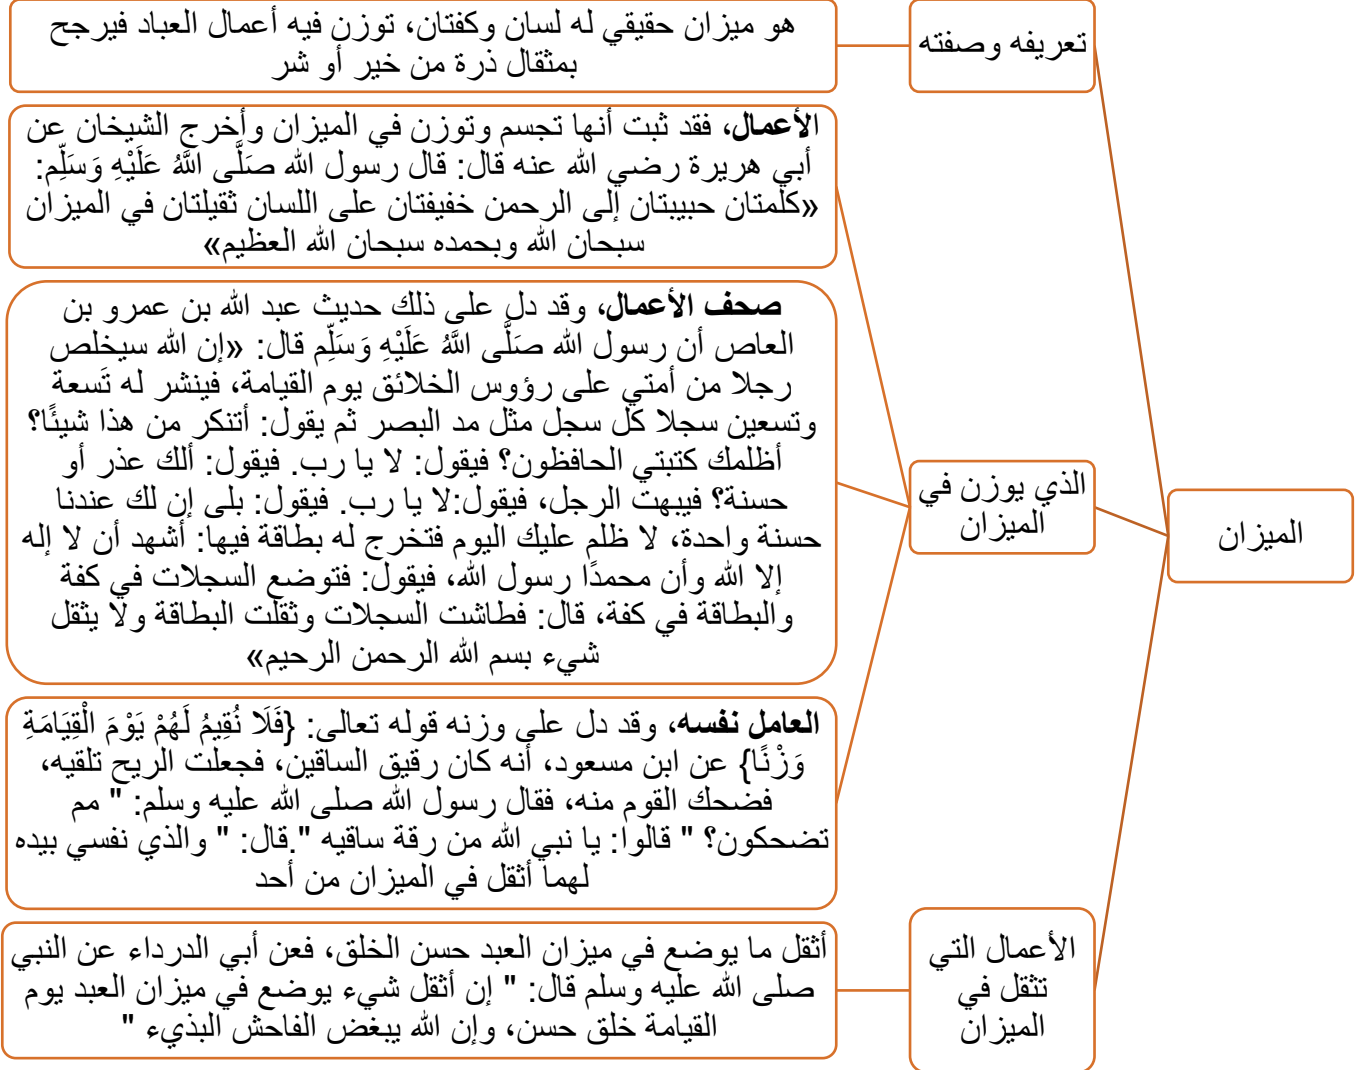 الميزان
تعريفه وصفته
هو ميزان حقيقي له لسان وكفتان، توزن فيه أعمال العباد فيرجح
بمثقال ذرة من خير أو شر
الذي يوزن في
الميزان
الأعمال، فقد ثبت أنها تجسم وتوزن في الميزان وأخرج الشيخان عن
أبي هريرة رضي الله عنه قال: قال رسول الله صَلَّى اللَّهُ عَلَيْهِ وَسَلِّم:
«كلمتان حبيبتان إلى الرحمن خفيفتان على اللسان ثقيلتان في الميزان
سبحان الله وبحمده سبحان الله العظيم»
صحف الأعمال، وقد دل على ذلك حديث عبد الله بن عمرو بن
العاص أن رسول الله صَلَّى اللَّهُ عَلَيْهِ وَسَلِّم قال: «إن الله سيخلص
رجلا من أمتي على رؤوس الخلائق يوم القيامة، فينشر له تَسعة
وتسعين سجلا كل سجل مثل مد البصر ثم يقول: أتنكر من هذا شيئًا؟
أظلمك كتبتي الحافظون؟ فيقول: لا يا رب. فيقول: ألك عذر أو
حسنة؟ فيبهت الرجل، فيقول:لا يا رب. فيقول: بلى إن لك عندنا
حسنة واحدة، لا ظلم عليك اليوم فتخرج له بطاقة فيها: أشهد أن لا إله
إلا الله وأن محمدًا رسول الله، فيقول: فتوضع السجلات في كفة
والبطاقة في كفة، قال: فطاشت السجلات وثقلت البطاقة ولا يثقل
شيء بسم الله الرحمن الرحيم»
العامل نفسه، وقد دل على وزنه قوله تعالى: {فَلَا نُقِيمُ لَهُمْ يَوْمَ الْقِيَامَةِ
وَزْنًا} عن ابن مسعود، أنه كان رقيق الساقين، فجعلت الريح تلقيه،
فضحك القوم منه، فقال رسول الله صلى الله عليه وسلم: " مم
تضحكون؟ " قالوا: يا نبي الله من رقة ساقيه ".قال: " والذي نفسي بيده
لهما أثقل في الميزان من أحد
الأعمال التي
تثقل في
الميزان
أثقل ما يوضع في ميزان العبد حسن الخلق، فعن أبي الدرداء عن النبي
صلى الله عليه وسلم قال: " إن أثقل شيء يوضع في ميزان العبد يوم
القيامة خلق حسن، وإن الله يبغض الفاحش البذيء "